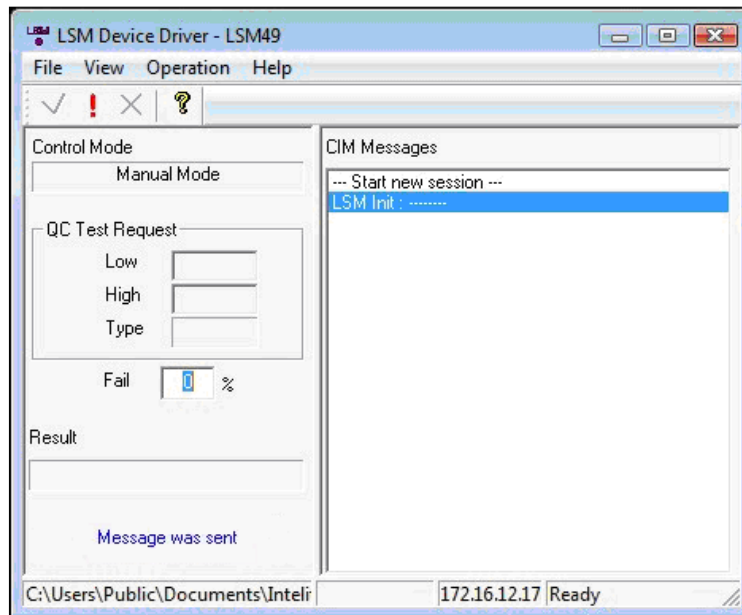 LSM Device Driver - LSM49
File View Operation Help
Control Mode
Manual Mode
QC Test Request
Low
High
Type
Fail 0 %
Result
Message was sent
CIM Messages
--- Start new session ---
LSM Init : --------
C:\Users\Public\Documents\Inteli 172.16.12.17 Ready